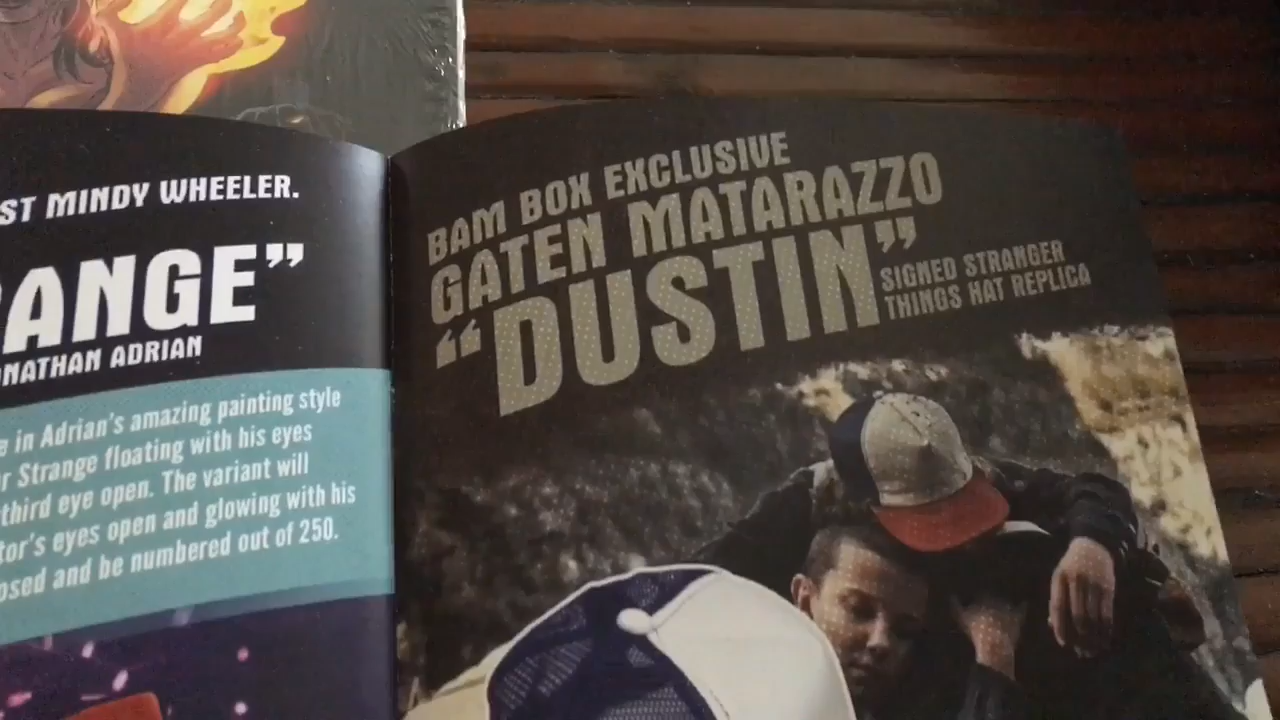 ST MINDY WHEELER.
RANGE”
NATHAN ADRIAN
e in Adrian's amazing painting style
r Strange floating with his eyes
third eye open. The variant will
tor's eyes open and glowing with his
osed and be numbered out of 250.
BAM BOX EXCLUSIVE
GATEN MATARAZZO
“DUSTIN”
SIGNED STRANGER
THINGS HAT REPLICA